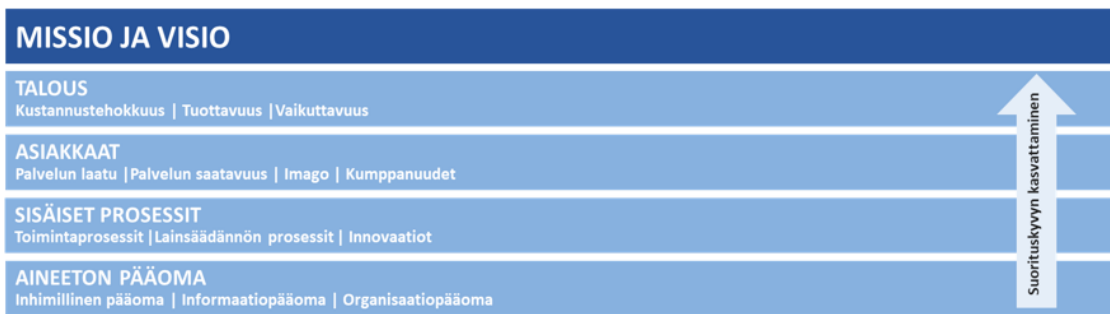 MISSIO JA VISIO
TALOUS
Kustannustehokkuus | Tuottavuus |Vaikuttavuus
ASIAKKAAT
Palvelun laatu |Palvelun saatavuus | Imago | Kumppanuudet
SISÄISET PROSESSIT
Toimintaprosessit |Lainsäädännön prosessit | Innovaatiot
AINEETON PÄÄOMA
Inhimillinen pääoma | Informaatiopääoma | Organisaatiopääoma
Suorituskyvyn kasvattaminen